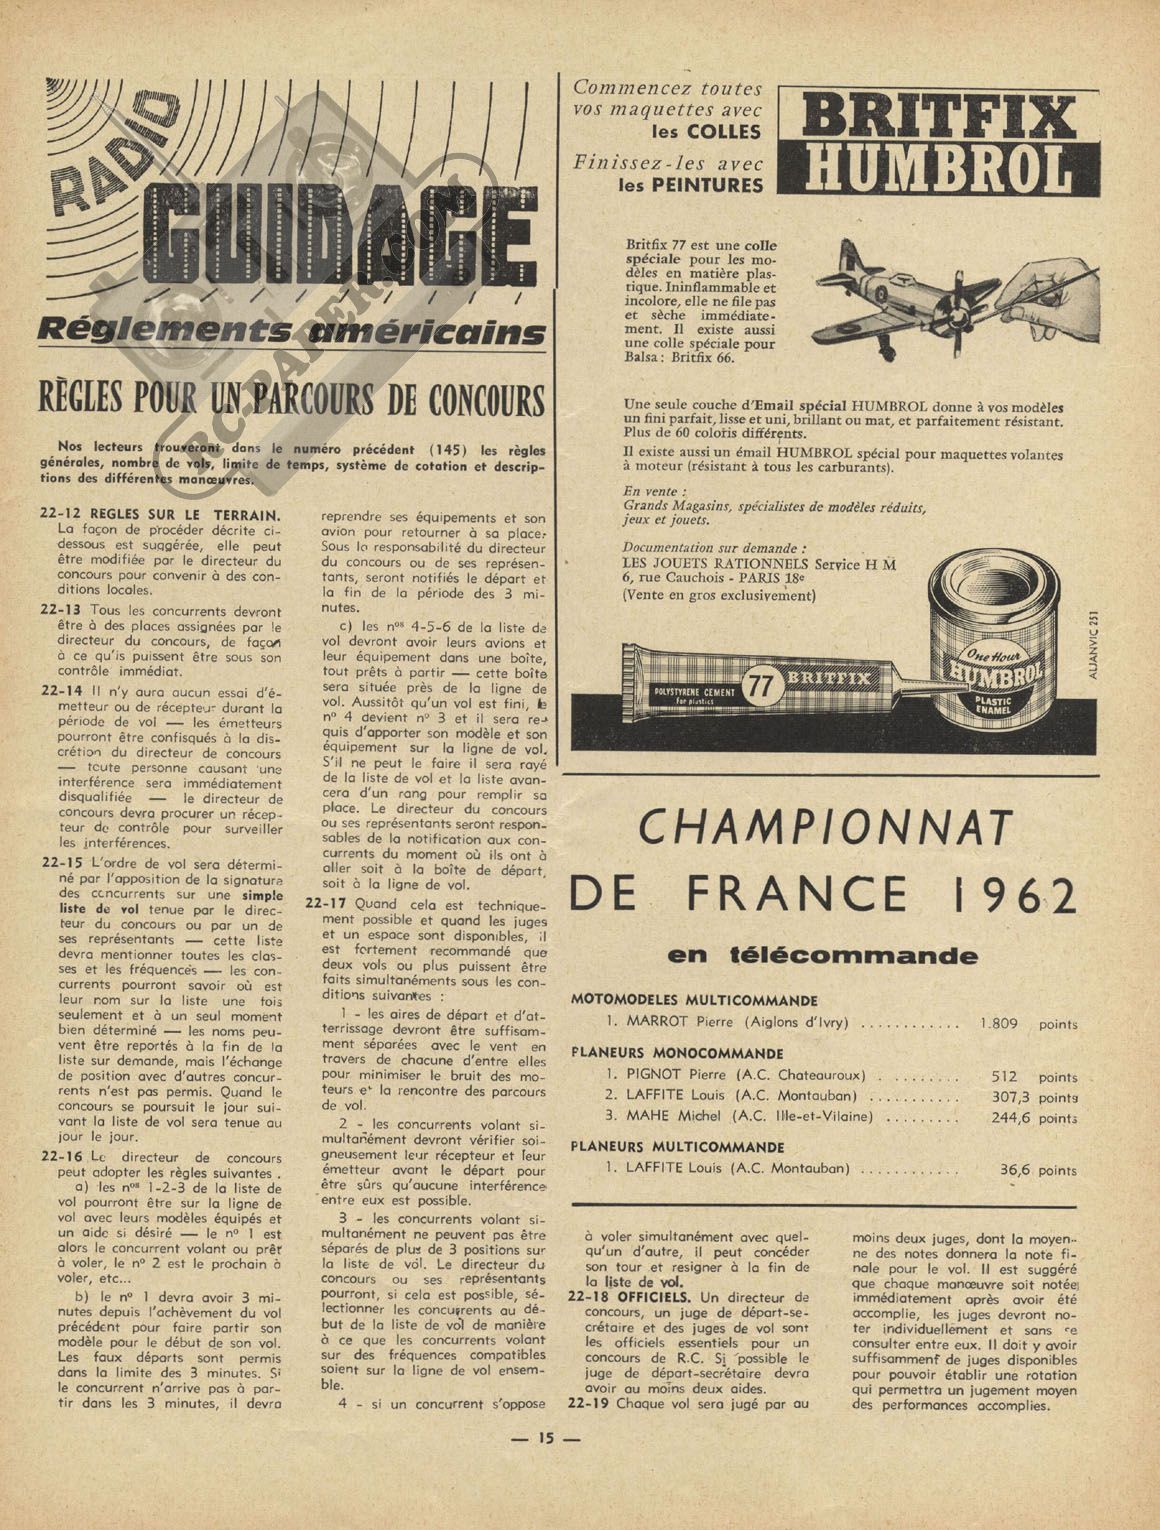 RADIO
GUIDAGE
Réglements américains
RÈGLES POUR UN PARCOURS DE CONCOURS
Nos lecteurs trouveront dans le numéro précédent (145) les règles
générales, nombre de vols, limite de temps, système de cotation et descrip-
tions des différentes manœuvres.
22-12 REGLES SUR LE TERRAIN.
La façon de procéder décrite ci-
dessous est suggérée, elle peut
être modifiée par le directeur du
concours pour convenir à des con-
ditions locales.
22-13 Tous les concurrents devront
être à des places assignées par le
directeur du concours, de façon
à ce qu'is puissent être sous son
contrôle immédiat.
22-14 Il n'y aura aucun essai d'é-
metteur ou de récepteur durant la
période de vol — les émetteurs
pourront être confisqués à la dis-
crétion du directeur de concours
— toute personne causant une
interférence sera immédiatement
disqualifiée — le directeur de
concours devra procurer un récep-
teur de contrôle pour surveiller
les interférences.
22-15 L'ordre de vol sera détermi-
né par l'apposition de la signature
des concurrents sur une simple
liste de vol tenue par le direc-
teur du concours ou par un de
ses représentants — cette liste
devra mentionner toutes les clas-
ses et les fréquences — les con-
currents pourront savoir où est
leur nom sur la liste une fois
seulement et à un seul moment
bien déterminé — les noms peu-
vent être reportés à la fin de la
liste sur demande, mais l'échange
de position avec d'autres concur-
rents n'est pas permis. Quand le
concours se poursuit le jour sui-
vant la liste de vol sera tenue au
jour le jour.
22-16 Le directeur de concours
peut adopter les règles suivantes .
a) les nos 1-2-3 de la liste de
vol pourront être sur la ligne de
vol avec leurs modèles équipés et
un aide si désiré — le n° 1 est
alors le concurrent volant ou prêt
à voler, le n° 2 est le prochain à
voler, etc...
b) le n° 1 devra avoir 3 mi-
nutes depuis l'achèvement du vol
précédent pour faire partir son
modèle pour le début de son vol.
Les faux départs sont permis
dans la limite des 3 minutes. Si
le concurrent n'arrive pas à par-
tir dans les 3 minutes, il devra
reprendre ses équipements et son
avion pour retourner à sa place.
Sous la responsabilité du directeur
du concours ou de ses représen-
tants, seront notifiés le départ et
la fin de la période des 3 mi-
nutes.
c) les nos 4-5-6 de la liste de
vol devront avoir leurs avions et
leur équipement dans une boîte,
tout prêts à partir — cette boîte
sera située près de la ligne de
vol. Aussitôt qu'un vol est fini, le
n° 4 devient n° 3 et il sera re-
quis d'apporter son modèle et son
équipement sur la ligne de vol.
S'il ne peut le faire il sera rayé
de la liste de vol et la liste avan-
cera d'un rang pour remplir sa
place. Le directeur du concours
ou ses représentants seront respon-
sables de la notification aux con-
currents du moment où ils ont à
aller soit à la boîte de départ,
soit à la ligne de vol.
22-17 Quand cela est technique-
ment possible et quand les juges
et un espace sont disponibles, il
est fortement recommandé que
deux vols ou plus puissent être
faits simultanéments sous les con-
ditions suivantes :
1 - les aires de départ et d'at-
terrissage devront être suffisam-
ment séparées avec le vent en
travers de chacune d'entre elles
pour minimiser le bruit des mo-
teurs et la rencontre des parcours
de vol.
2 - les concurrents volant si-
multanément devront vérifier soi-
gneusement leur récepteur et leur
émetteur avant le départ pour
être sûrs qu'aucune interférence
entre eux est possible.
3 - les concurrents volant si-
multanément ne peuvent pas être
séparés de plus de 3 positions sur
la liste de vol. Le directeur du
concours ou ses représentants
pourront, si cela est possible, sé-
lectionner les concurrents au dé-
but de la liste de vol de manière
à ce que les concurrents volant
sur des fréquences compatibles
soient sur la ligne de vol ensem-
ble.
4 - si un concurrent s'oppose
Commencez toutes
vos maquettes avec
les COLLES
Finissez-les avec
les PEINTURES
BRITFIX
HUMBROL
Britfix 77 est une colle
spéciale pour les mo-
dèles en matière plas-
tique. Ininflammable et
incolore, elle ne file pas
et sèche immédiate-
ment. Il existe aussi
une colle spéciale pour
Balsa : Britfix 66.
Une seule couche d'Email spécial HUMBROL donne à vos modèles
un fini parfait, lisse et uni, brillant ou mat, et parfaitement résistant.
Plus de 60 coloris différents.
Il existe aussi un émail HUMBROL spécial pour maquettes volantes
à moteur (résistant à tous les carburants).
En vente :
Grands Magasins, spécialistes de modèles réduits,
jeux et jouets.
Documentation sur demande :
LES JOUETS RATIONNELS Service H M
6, rue Cauchois - PARIS 18e
(Vente en gros exclusivement)
POLYSTYRENE CEMENT
for plastics
77
BRITFIX
One Hour
HUMBROL
PLASTIC
ENAMEL
ALJANVIC 251
CHAMPIONNAT
DE FRANCE 1962
en télécommande
MOTOMODELES MULTICOMMANDE
1. MARROT Pierre (Aiglons d'Ivry) ............ 1.809 points
PLANEURS MONOCOMMANDE
1. PIGNOT Pierre (A.C. Chateauroux) .......... 512 points
2. LAFFITE Louis (A.C. Montauban) ........... 307,3 points
3. MAHE Michel (A.C. Ille-et-Vilaine) ......... 244,6 points
PLANEURS MULTICOMMANDE
1. LAFFITE Louis (A.C. Montauban) ............ 36,6 points
à voler simultanément avec quel-
qu'un d'autre, il peut concéder
son tour et resigner à la fin de
la liste de vol.
22-18 OFFICIELS. Un directeur de
concours, un juge de départ-se-
crétaire et des juges de vol sont
les officiels essentiels pour un
concours de R.C. Si possible le
juge de départ-secrétaire devra
avoir au moins deux aides.
22-19 Chaque vol sera jugé par au
moins deux juges, dont la moyen-
ne des notes donnera la note fi-
nale pour le vol. Il est suggéré
que chaque manœuvre soit notée
immédiatement après avoir été
accomplie, les juges devront no-
ter individuellement et sans se
consulter entre eux. Il doit y avoir
suffisamment de juges disponibles
pour pouvoir établir une rotation
qui permettra un jugement moyen
des performances accomplies.
— 15 —
RC-PAPER.COM